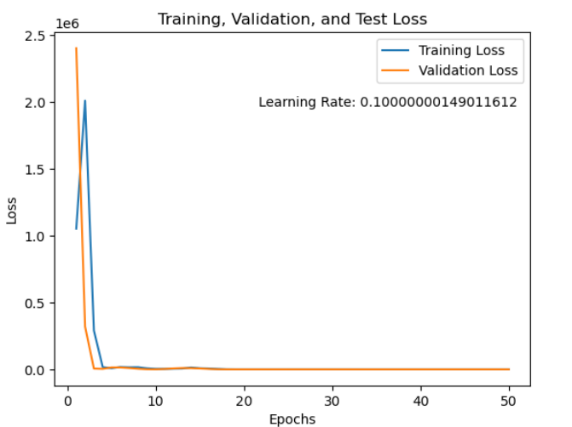 Training, Validation, and Test Loss
1e6
2.5
2.0
1.5
1.0
0.5
0.0
Loss
Training Loss
Validation Loss
Learning Rate: 0.10000000149011612
0 10 20 30 40 50
Epochs